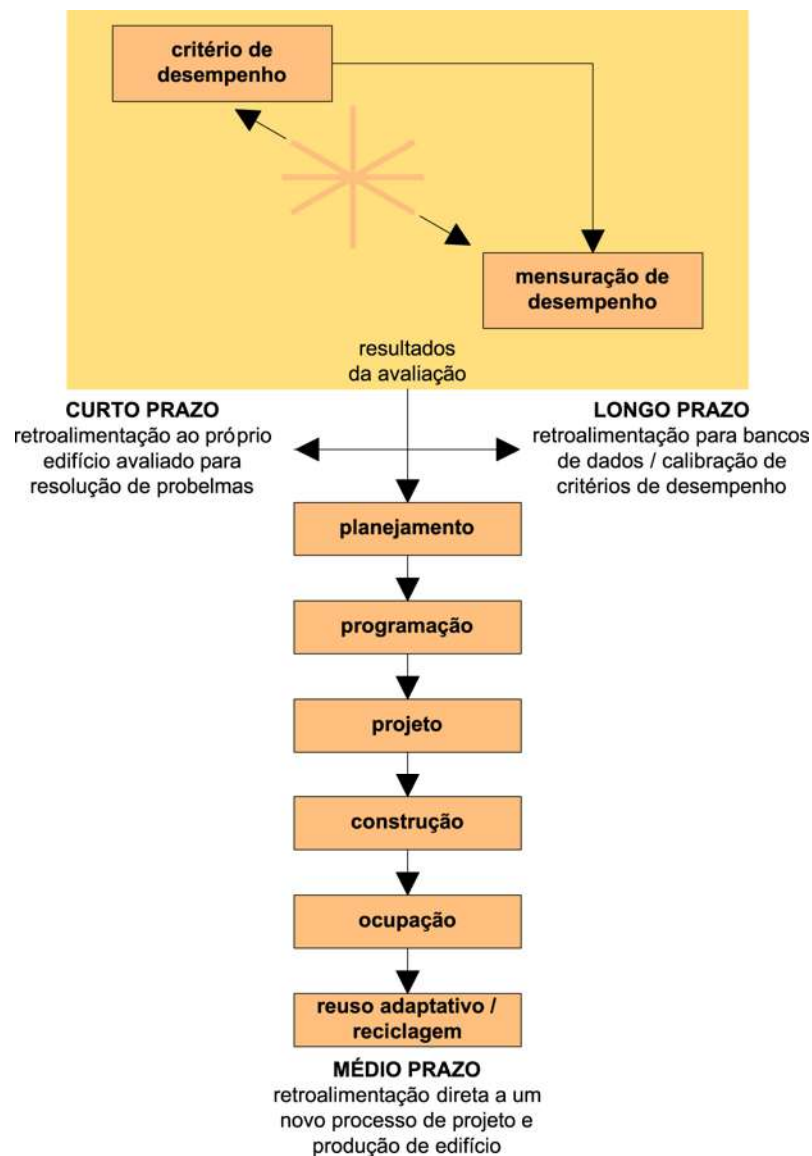 critério de
desempenho
mensuração de
desempenho
resultados
da avaliação
CURTO PRAZO
retroalimentação ao próprio
edifício avaliado para
resolução de probelmas
LONGO PRAZO
retroalimentação para bancos
de dados / calibração de
critérios de desempenho
planejamento
programação
projeto
construção
ocupação
reuso adaptativo /
reciclagem
MÉDIO PRAZO
retroalimentação direta a um
novo processo de projeto e
produção de edifício